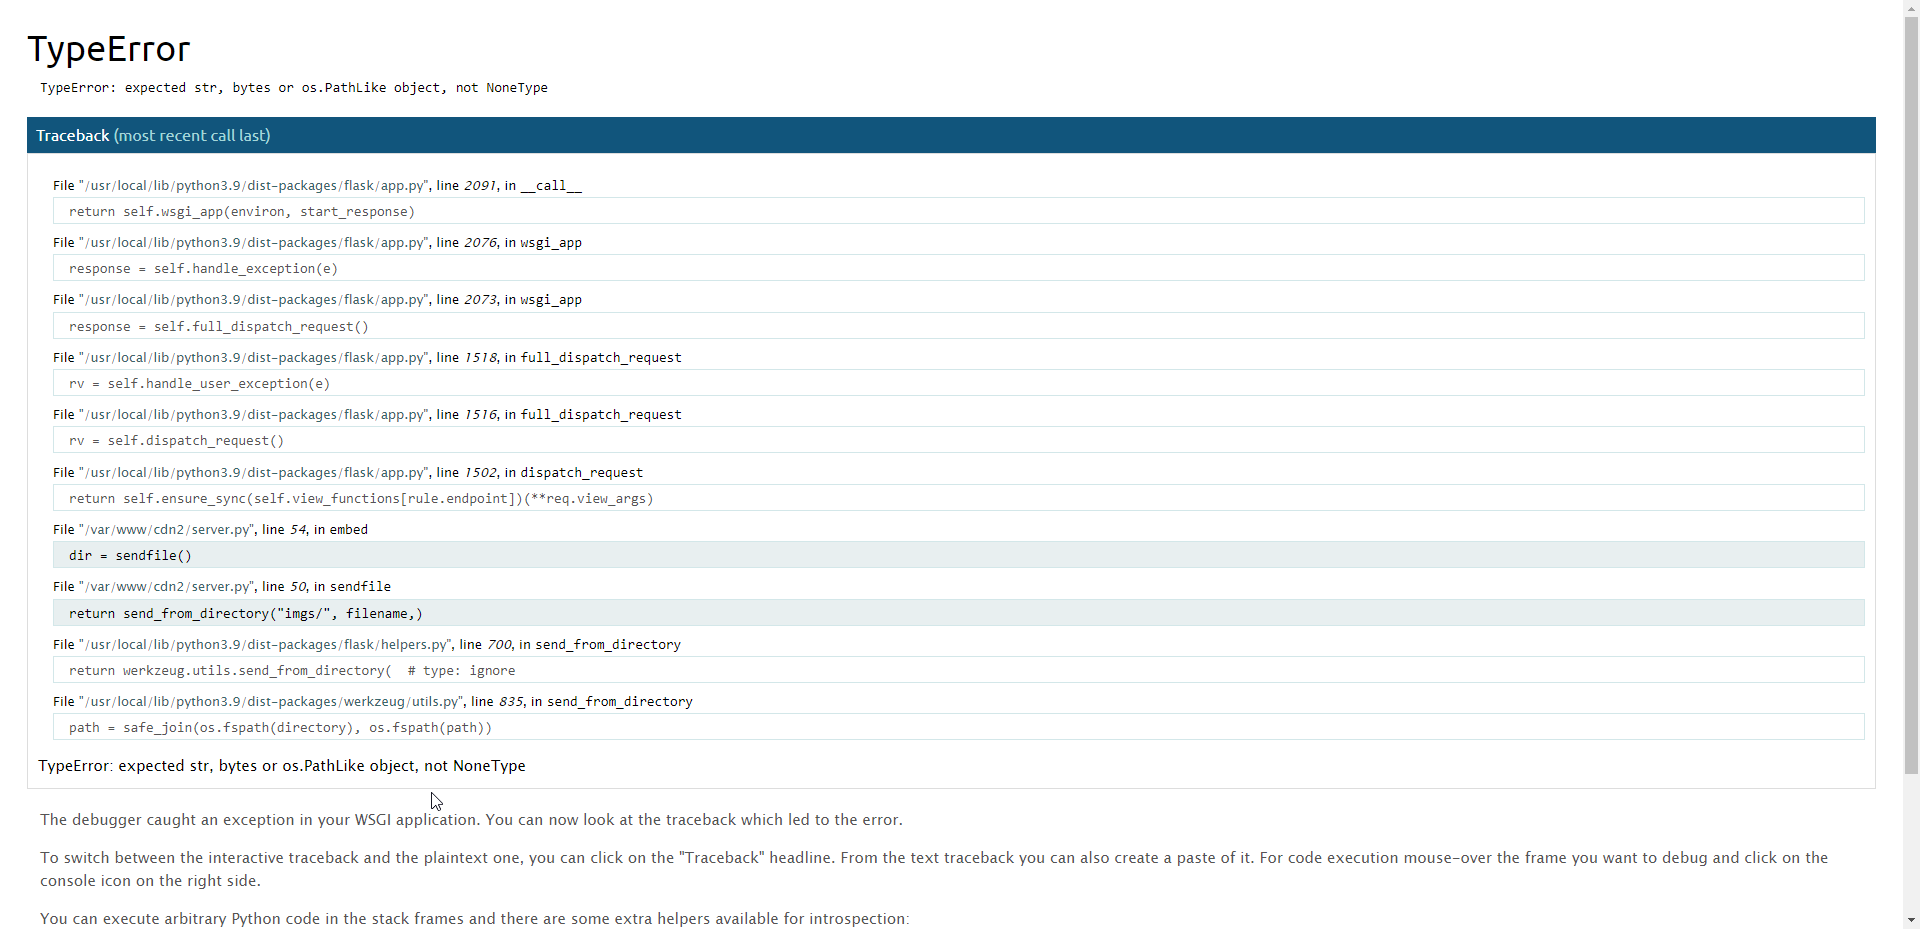 TypeError
TypeError: expected str, bytes or os.PathLike object, not NoneType
Traceback (most recent call last)
File "/usr/local/lib/python3.9/dist-packages/flask/app.py", line 2091, in __call__
return self.wsgi_app(environ, start_response)
File "/usr/local/lib/python3.9/dist-packages/flask/app.py", line 2076, in wsgi_app
response = self.handle_exception(e)
File "/usr/local/lib/python3.9/dist-packages/flask/app.py", line 2073, in wsgi_app
response = self.full_dispatch_request()
File "/usr/local/lib/python3.9/dist-packages/flask/app.py", line 1518, in full_dispatch_request
rv = self.handle_user_exception(e)
File "/usr/local/lib/python3.9/dist-packages/flask/app.py", line 1516, in full_dispatch_request
rv = self.dispatch_request()
File "/usr/local/lib/python3.9/dist-packages/flask/app.py", line 1502, in dispatch_request
return self.ensure_sync(self.view_functions[rule.endpoint])(**req.view_args)
File "/var/www/cdn2/server.py", line 54, in embed
dir = sendfile()
File "/var/www/cdn2/server.py", line 50, in sendfile
return send_from_directory("imgs/", filename,)
File "/usr/local/lib/python3.9/dist-packages/flask/helpers.py", line 700, in send_from_directory
return werkzeug.utils.send_from_directory(  # type: ignore
File "/usr/local/lib/python3.9/dist-packages/werkzeug/utils.py", line 835, in send_from_directory
path = safe_join(os.fspath(directory), os.fspath(path))
TypeError: expected str, bytes or os.PathLike object, not NoneType
The debugger caught an exception in your WSGI application. You can now look at the traceback which led to the error.
To switch between the interactive traceback and the plaintext one, you can click on the "Traceback" headline. From the text traceback you can also create a paste of it. For code execution mouse-over the frame you want to debug and click on the
console icon on the right side.
You can execute arbitrary Python code in the stack frames and there are some extra helpers available for introspection: